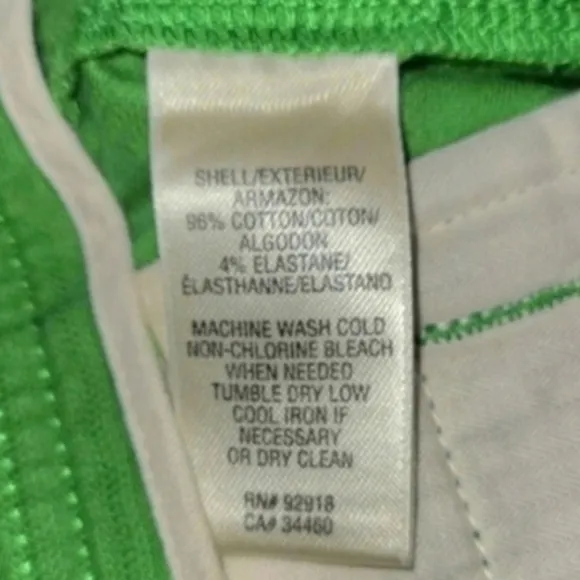 SHELL/EXTERIEUR/
ARMAZON:
96% COTTON/COTON/
ALGODON
4% ELASTANE/
ÉLASTHANNE/ELASTANO
MACHINE WASH COLD
NON-CHLORINE BLEACH
WHEN NEEDED
TUMBLE DRY LOW
COOL IRON IF
NECESSARY
OR DRY CLEAN
RN# 92918
CA# 34460